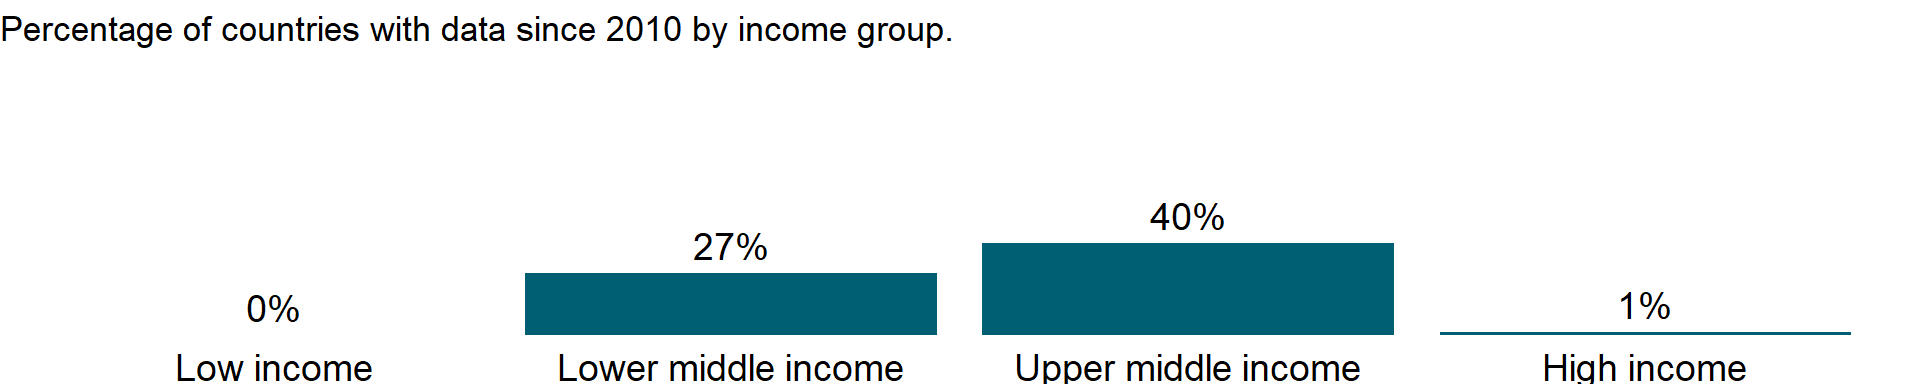 Percentage of countries with data since 2010 by income group.
40%
27%
0%
1%
Low income
Lower middle income
Upper middle income
High income